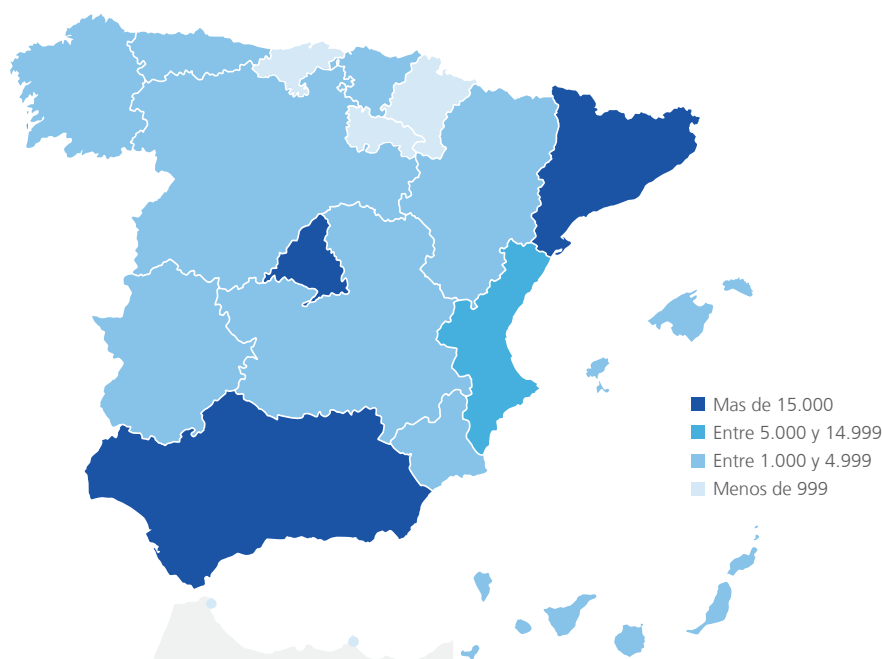 Mas de 15.000
Entre 5.000 y 14.999
Entre 1.000 y 4.999
Menos de 999